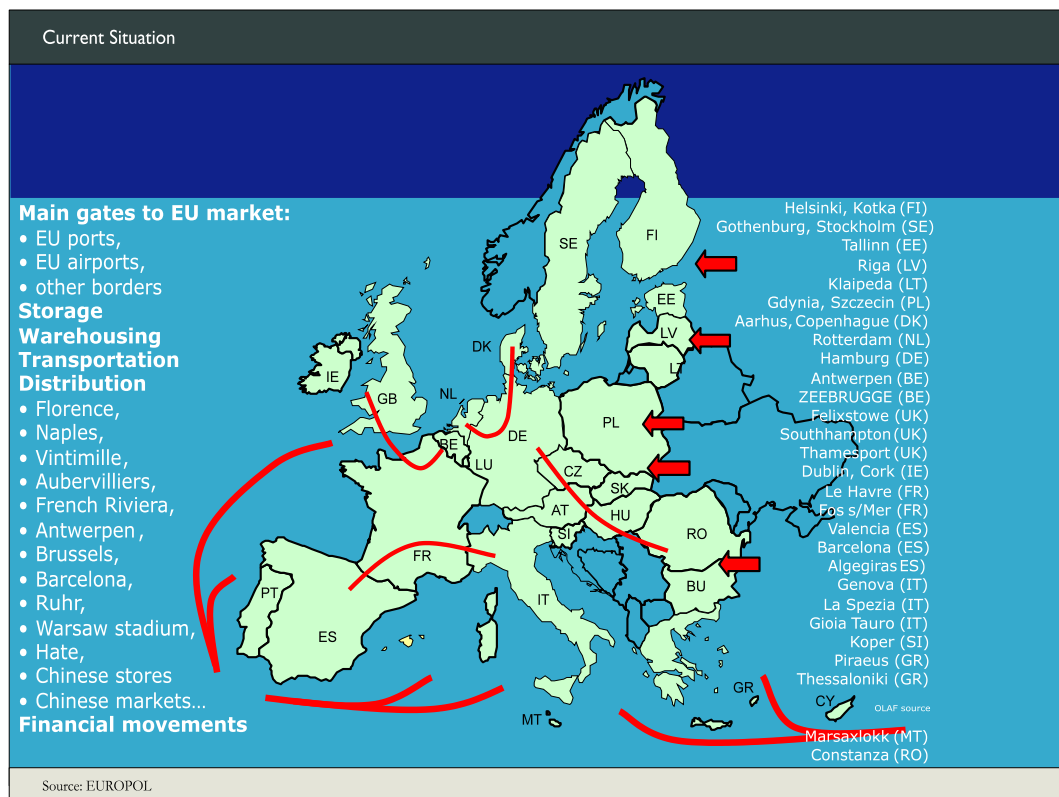 Current Situation
Main gates to EU market:
• EU ports,
• EU airports,
• other borders
Storage
Warehousing
Transportation
Distribution
• Florence,
• Naples,
• Vintimille,
• Aubervilliers,
• French Riviera,
• Antwerpen,
• Brussels,
• Barcelona,
• Ruhr,
• Warsaw stadium,
• Hate,
• Chinese stores
• Chinese markets…
Financial movements
SE
FI
EE
LV
LT
DK
IE
GB
NL
BE
DE
PL
LU
CZ
SK
AT
HU
SI
RO
FR
BU
PT
IT
ES
GR
CY
MT
Helsinki, Kotka (FI)
Gothenburg, Stockholm (SE)
Tallinn (EE)
Riga (LV)
Klaipeda (LT)
Gdynia, Szczecin (PL)
Aarhus, Copenhague (DK)
Rotterdam (NL)
Hamburg (DE)
Antwerpen (BE)
ZEEBRUGGE (BE)
Felixstowe (UK)
Southhampton (UK)
Thamesport (UK)
Dublin, Cork (IE)
Le Havre (FR)
Fos s/Mer (FR)
Valencia (ES)
Barcelona (ES)
Algegiras ES)
Genova (IT)
La Spezia (IT)
Gioia Tauro (IT)
Koper (SI)
Piraeus (GR)
Thessaloniki (GR)
OLAF source
Marsaxlokk (MT)
Constanza (RO)
Source: EUROPOL